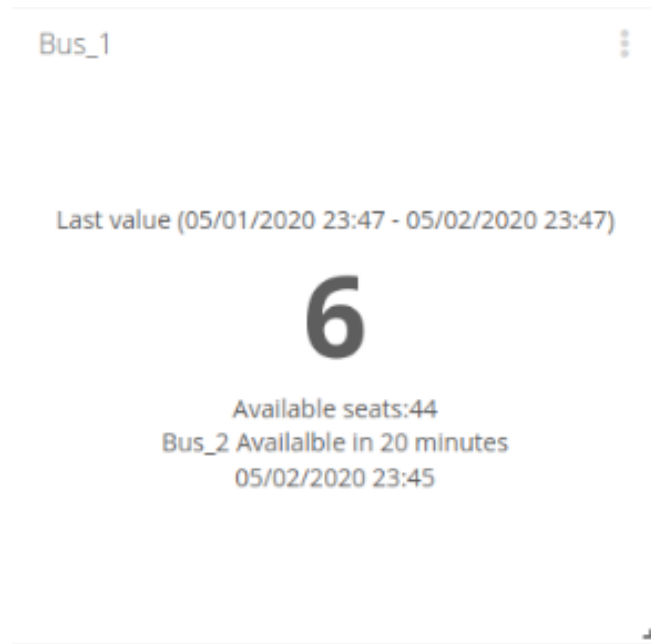 Bus_1
Last value (05/01/2020 23:47 - 05/02/2020 23:47)
6
Available seats:44
Bus_2 Availalble in 20 minutes
05/02/2020 23:45